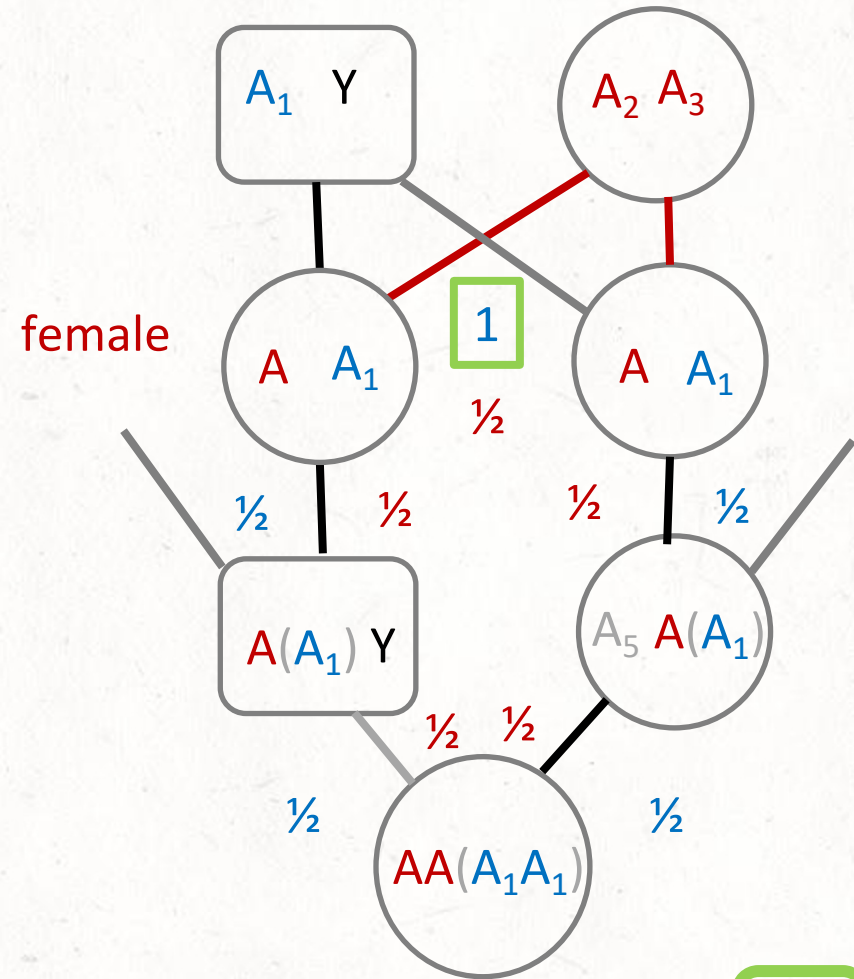 A₁ Y
A₂ A₃
female
A A₁
1
A A₁
½
½ ½
½ ½
A(A₁) Y
A₅ A(A₁)
½ ½
½ ½
AA(A₁A₁)